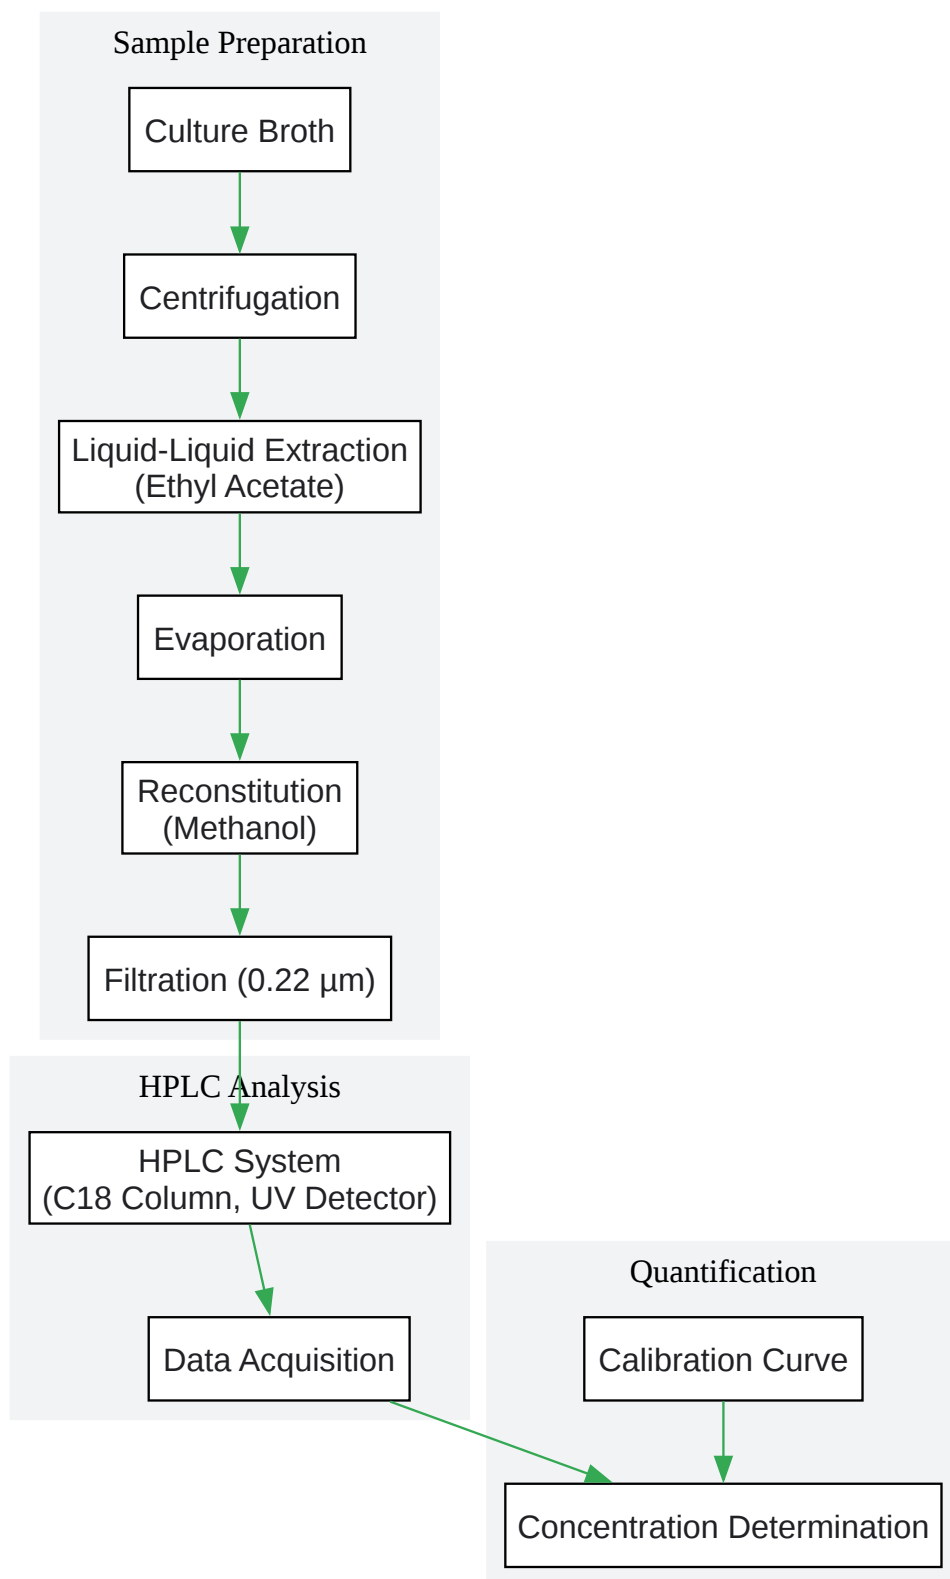 Sample Preparation
Culture Broth
Centrifugation
Liquid-Liquid Extraction
(Ethyl Acetate)
Evaporation
Reconstitution
(Methanol)
Filtration (0.22 µm)
HPLC Analysis
HPLC System
(C18 Column, UV Detector)
Data Acquisition
Quantification
Calibration Curve
Concentration Determination